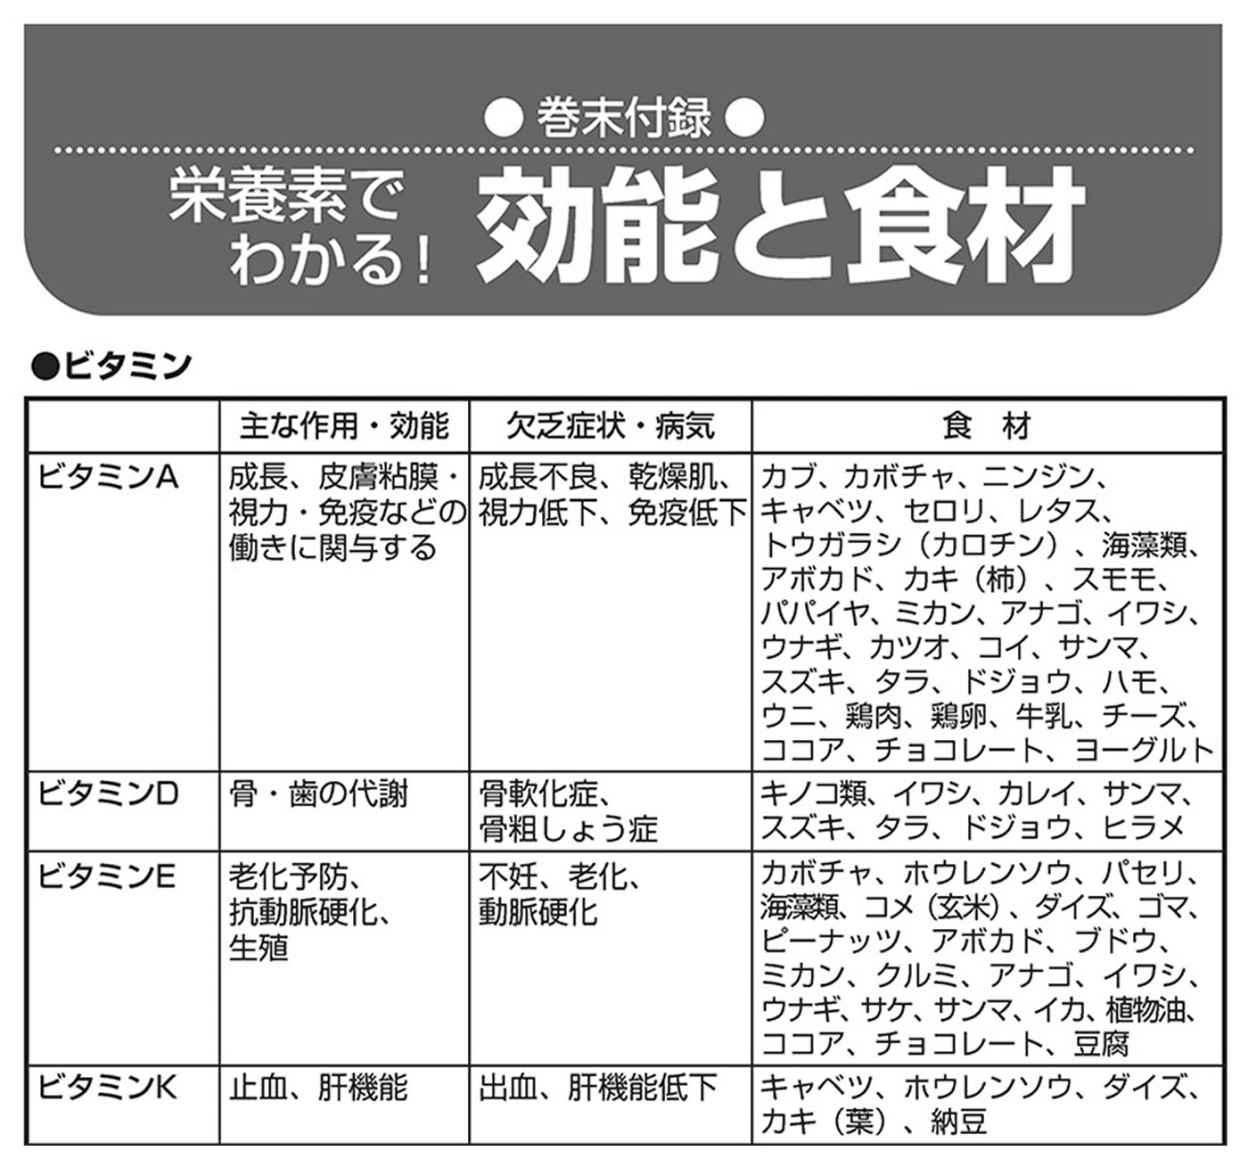 ●巻末付録●
栄養素で
わかる!
効能と食材
●ビタミン
主な作用・効能
欠乏症状・病気
食 材
ビタミンA
成長、皮膚粘膜・
視力・免疫などの
働きに関与する
成長不良、乾燥肌、
視力低下、免疫低下
カブ、カボチャ、ニンジン、
キャベツ、セロリ、レタス、
トウガラシ（カロチン）、海藻類、
アボカド、カキ（柿）、スモモ、
パパイヤ、ミカン、アナゴ、イワシ、
ウナギ、カツオ、コイ、サンマ、
スズキ、タラ、ドジョウ、ハモ、
ウニ、鶏肉、鶏卵、牛乳、チーズ、
ココア、チョコレート、ヨーグルト
ビタミンD
骨・歯の代謝
骨軟化症、
骨粗しょう症
キノコ類、イワシ、カレイ、サンマ、
スズキ、タラ、ドジョウ、ヒラメ
ビタミンE
老化予防、
抗動脈硬化、
生殖
不妊、老化、
動脈硬化
カボチャ、ホウレンソウ、パセリ、
海藻類、コメ（玄米）、ダイズ、ゴマ、
ピーナッツ、アボカド、ブドウ、
ミカン、クルミ、アナゴ、イワシ、
ウナギ、サケ、サンマ、イカ、植物油、
ココア、チョコレート、豆腐
ビタミンK
止血、肝機能
出血、肝機能低下
キャベツ、ホウレンソウ、ダイズ、
カキ（葉）、納豆